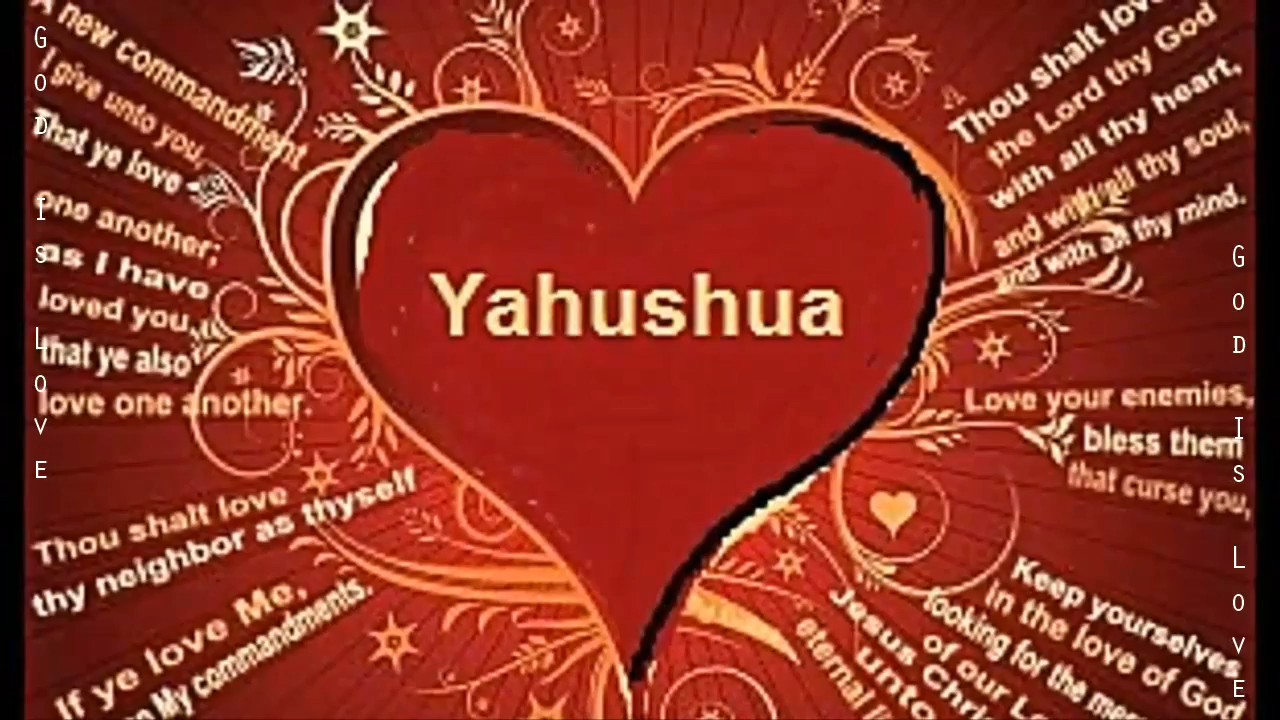 A new commandment
I give unto you,
That ye love
one another;
as I have
loved you,
that ye also
love one another.
Thou shalt love
thy neighbor as thyself
If ye love Me,
My commandments.
GOD IS LOVE
Yahushua
Thou shalt love
the Lord thy God
with all thy heart,
and with all thy soul,
and with all thy mind.
Love your enemies,
bless them
that curse you,
Keep yourselves
in the love of God
looking for the
of our
Jesus
unto
eternal
GOD IS LOVE